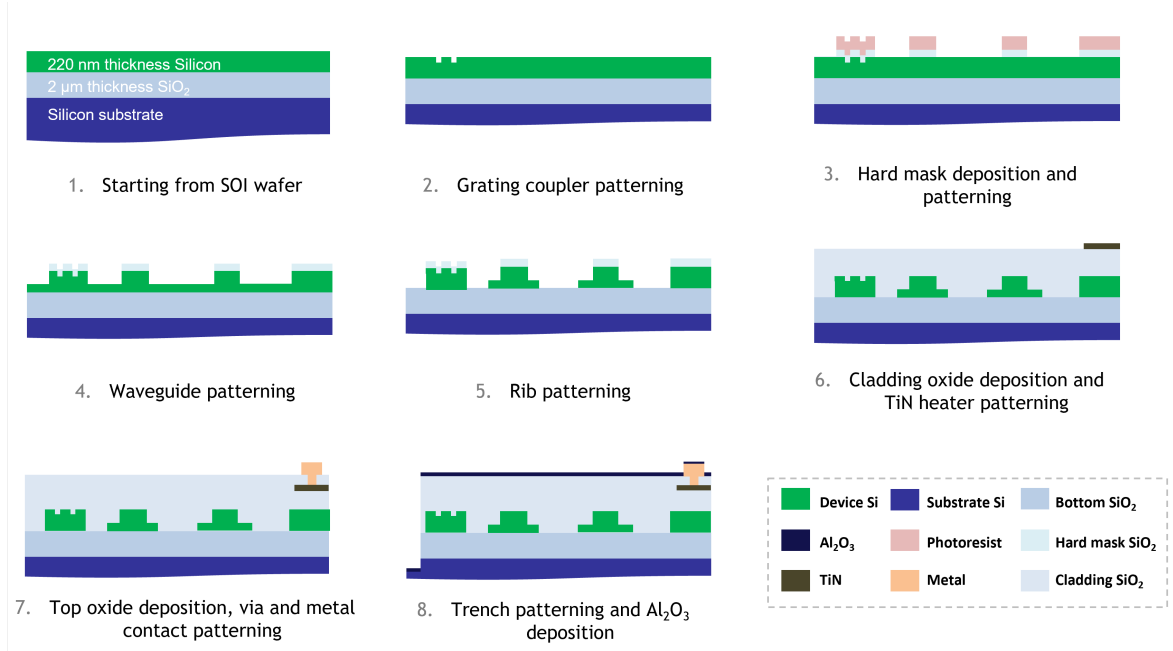 220 nm thickness Silicon
2 µm thickness SiO₂
Silicon substrate
1. Starting from SOI wafer
2. Grating coupler patterning
3. Hard mask deposition and
patterning
4. Waveguide patterning
5. Rib patterning
6. Cladding oxide deposition and
TiN heater patterning
7. Top oxide deposition, via and metal
contact patterning
8. Trench patterning and Al₂O₃
deposition
Device Si
Substrate Si
Bottom SiO₂
Al₂O₃
Photoresist
Hard mask SiO₂
TiN
Metal
Cladding SiO₂